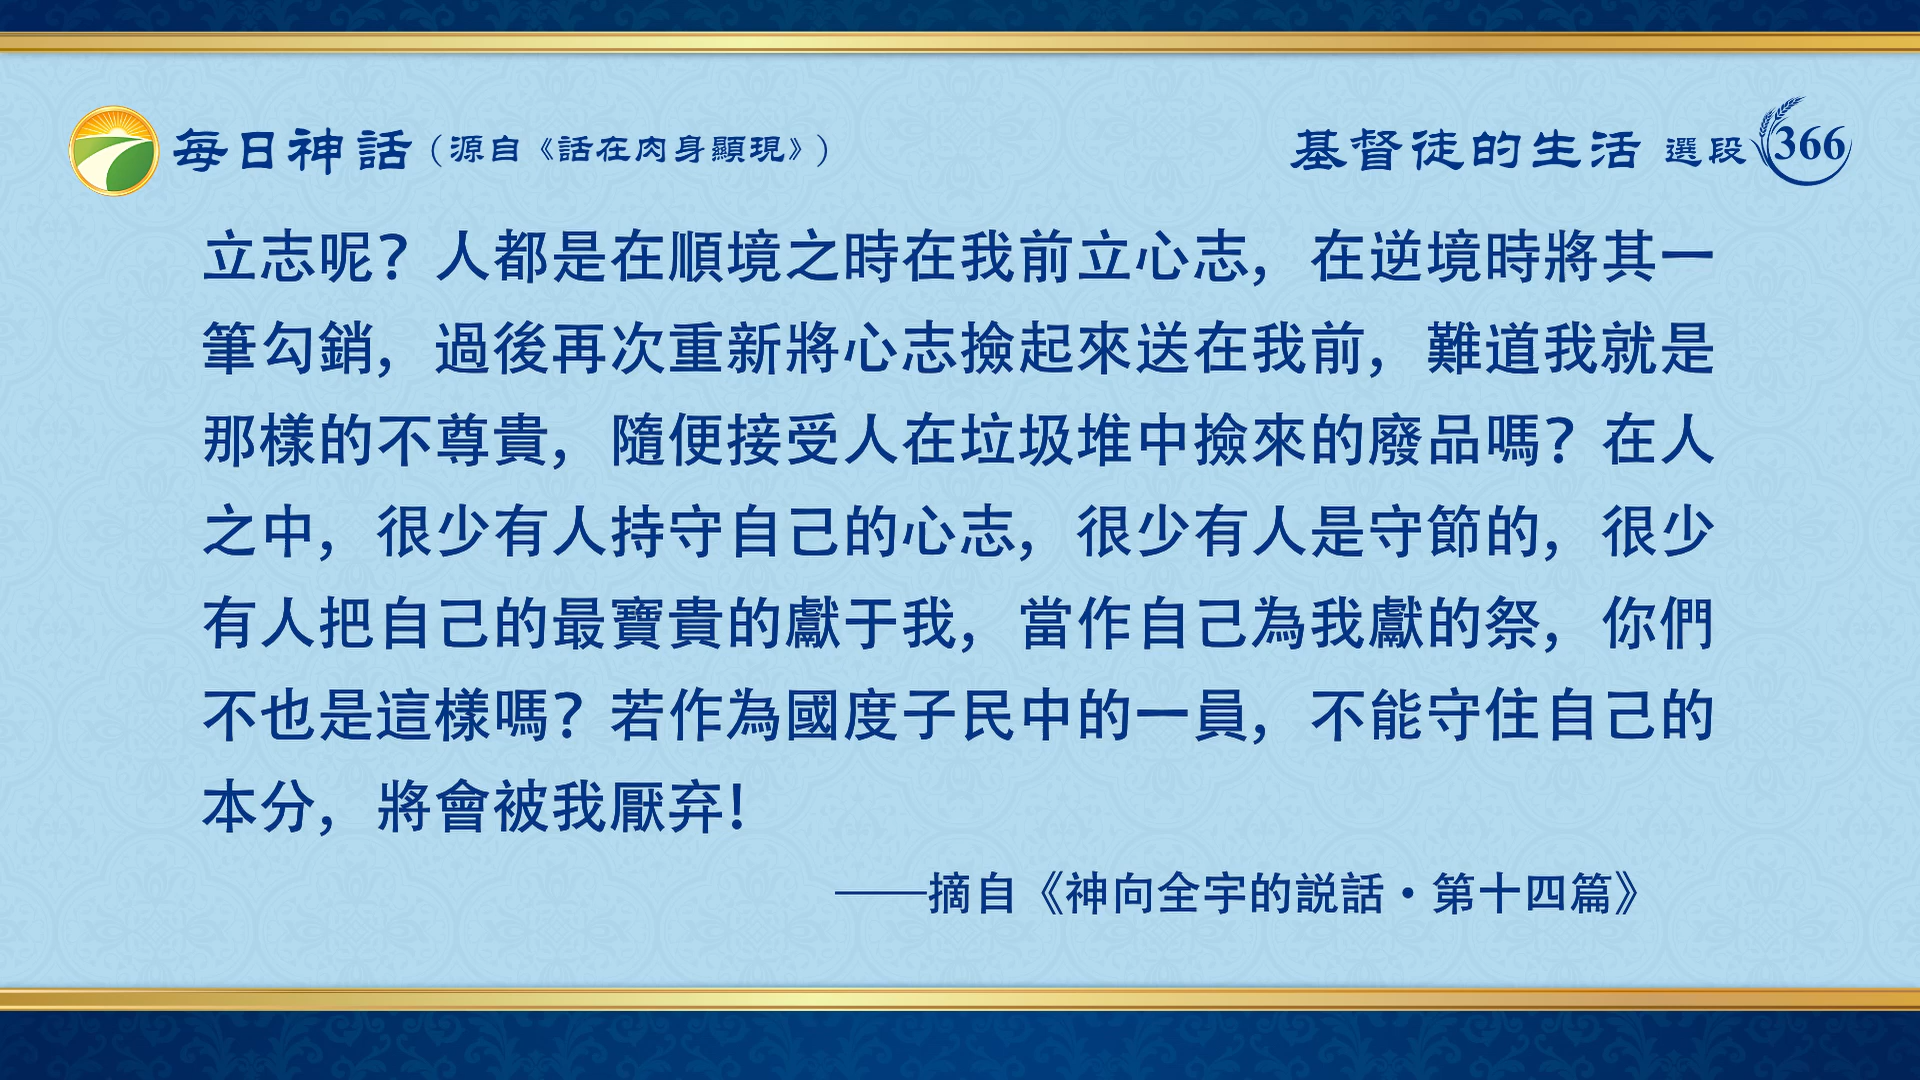 每日神話（源自《話在肉身顯現》）
基督徒的生活 選段 366
立志呢？人都是在順境之時在我前立心志，在逆境時將其一
筆勾銷，過後再次重新將心志撿起來送在我前，難道我就是
那樣的不尊貴，隨便接受人在垃圾堆中撿來的廢品嗎？在人
之中，很少有人持守自己的心志，很少有人是守節的，很少
有人把自己的最寶貴的獻于我，當作自己為我獻的祭，你們
不也是這樣嗎？若作為國度子民中的一員，不能守住自己的
本分，將會被我厭弃！
——摘自《神向全宇的説話·第十四篇》